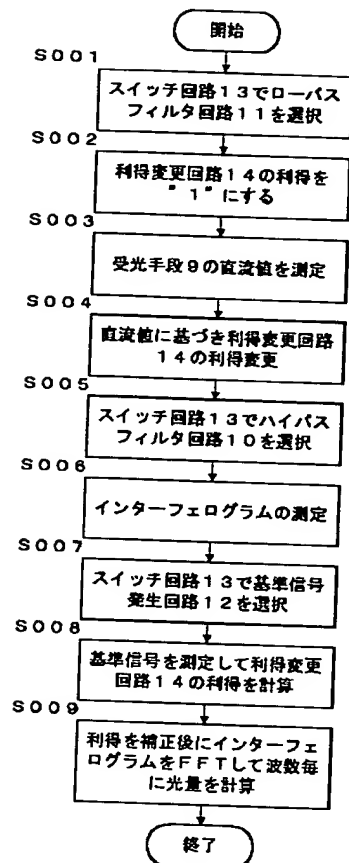 開始
S001
スイッチ回路13でローパス
フィルタ回路11を選択
S002
利得変更回路14の利得を
"1"にする
S003
受光手段9の直流値を測定
S004
直流値に基づき利得変更回路
14の利得変更
S005
スイッチ回路13でハイパス
フィルタ回路10を選択
S006
インターフェログラムの測定
S007
スイッチ回路13で基準信号
発生回路12を選択
S008
基準信号を測定して利得変更
回路14の利得を計算
S009
利得を補正後にインターフェ
ログラムをFFTして波数毎
に光量を計算
終了